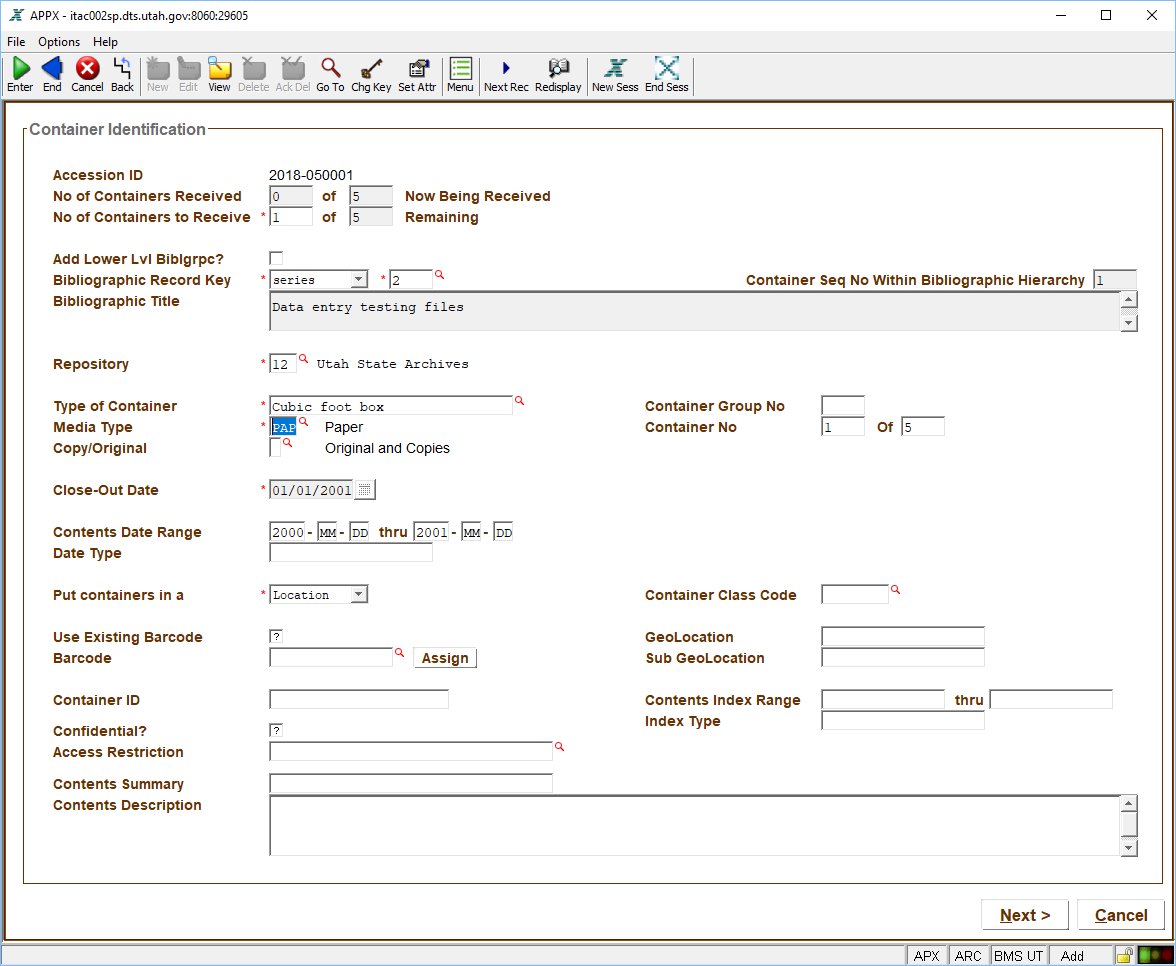 APPX - itac002sp.dts.utah.gov:8060:29605
File Options Help
Enter End Cancel Back New Edit View Delete Ack Del Go To Chg Key Set Attr Menu Next Rec Redisplay New Sess End Sess
Container Identification
Accession ID 2018-050001
No of Containers Received 0 of 5 Now Being Received
No of Containers to Receive * 1 of 5 Remaining
Add Lower Lvl Biblgrpc?
Bibliographic Record Key * series * 2 Container Seq No Within Bibliographic Hierarchy 1
Bibliographic Title Data entry testing files
Repository * 12 Utah State Archives
Type of Container * Cubic foot box Container Group No
Media Type * PAP Paper Container No 1 Of 5
Copy/Original Original and Copies
Close-Out Date * 01/01/2001
Contents Date Range 2000 - MM - DD thru 2001 - MM - DD
Date Type
Put containers in a * Location Container Class Code
Use Existing Barcode ? GeoLocation
Barcode Assign Sub GeoLocation
Container ID Contents Index Range thru
Index Type
Confidential? ?
Access Restriction
Contents Summary
Contents Description
Next > Cancel
APX ARC BMS UT Add